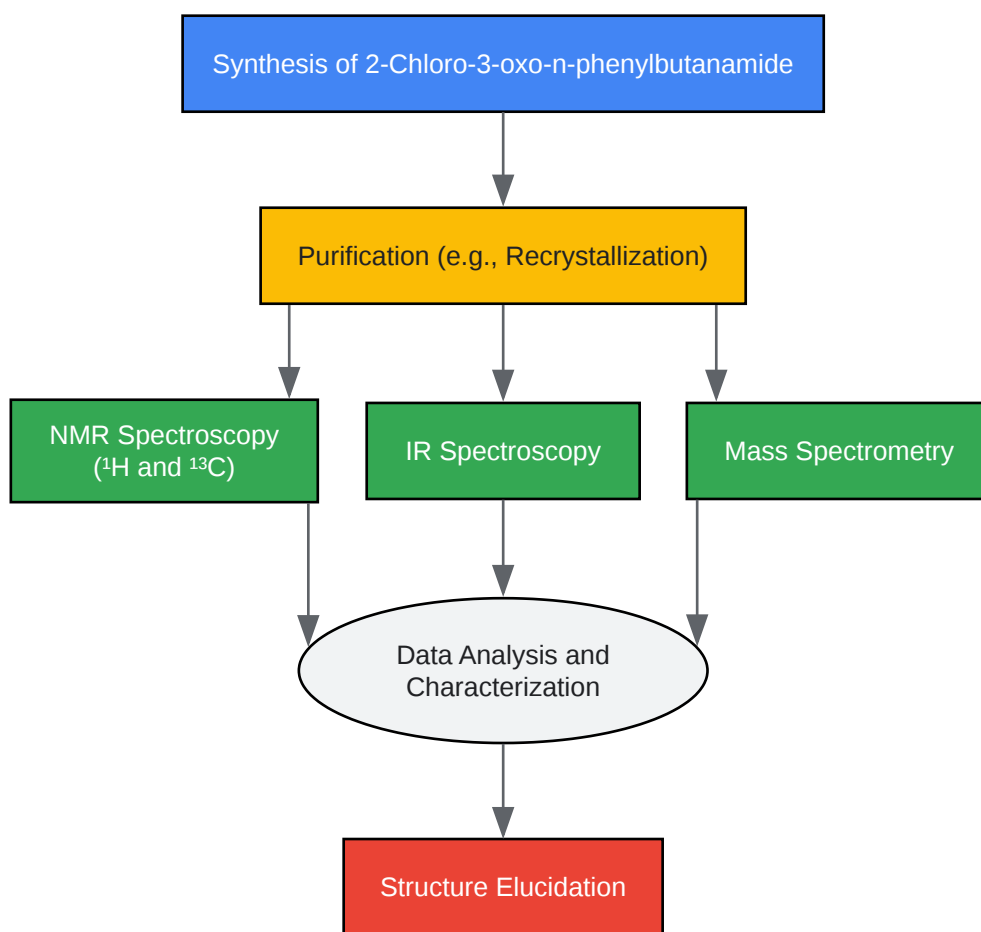 Synthesis of 2-Chloro-3-oxo-n-phenylbutanamide
Purification (e.g., Recrystallization)
NMR Spectroscopy
(¹H and ¹³C)
IR Spectroscopy
Mass Spectrometry
Data Analysis and
Characterization
Structure Elucidation